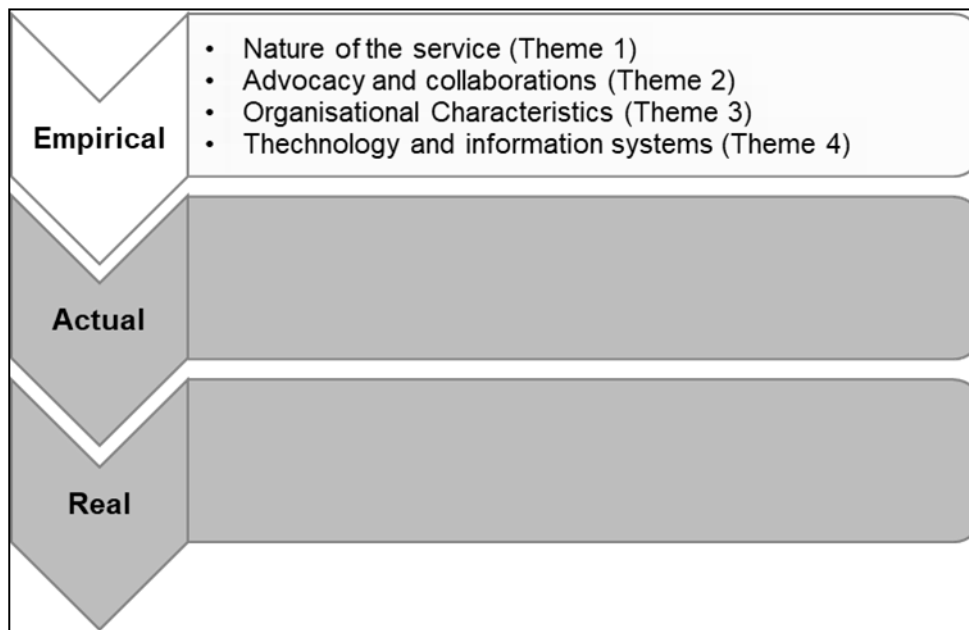 Empirical
• Nature of the service (Theme 1)
• Advocacy and collaborations (Theme 2)
• Organisational Characteristics (Theme 3)
• Thechnology and information systems (Theme 4)
Actual
Real